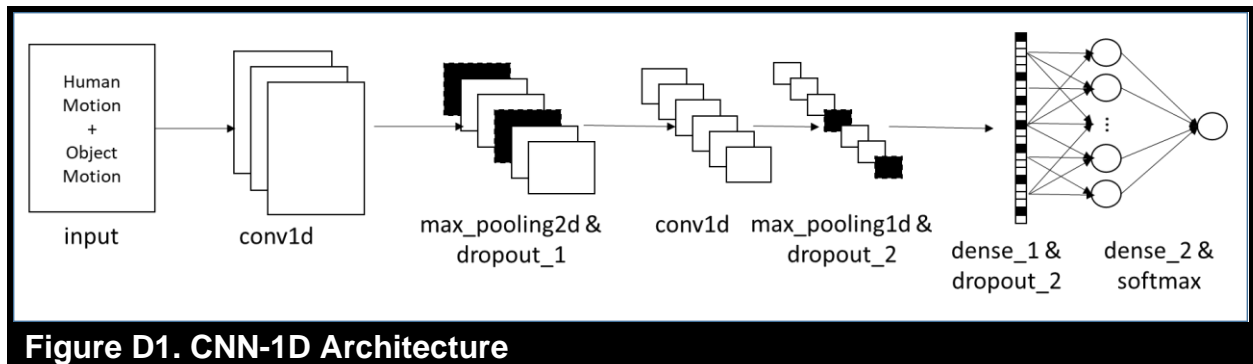 Human
Motion
+
Object
Motion
input
conv1d
max_pooling2d &
dropout_1
conv1d
max_pooling1d &
dropout_2
dense_1 &
dropout_2
dense_2 &
softmax
...
Figure D1. CNN-1D Architecture